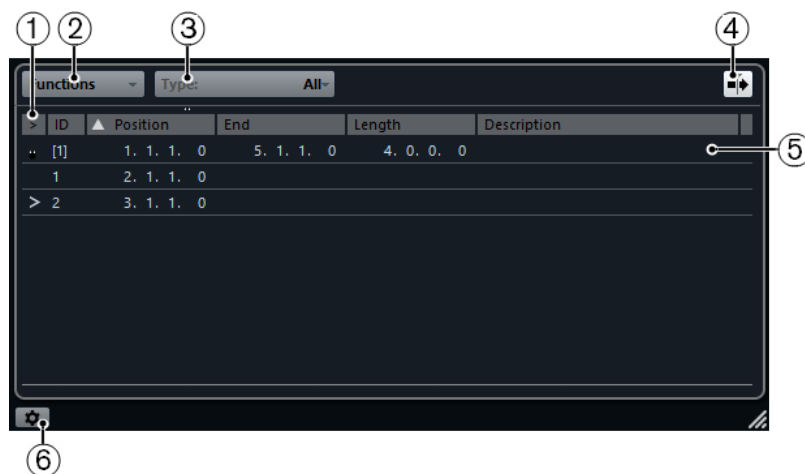 1 2 3 4
Functions Type: All
> ID Position End Length Description
[1] 1. 1. 1. 0 5. 1. 1. 0 4. 0. 0. 0
5
1 2. 1. 1. 0
> 2 3. 1. 1. 0
6